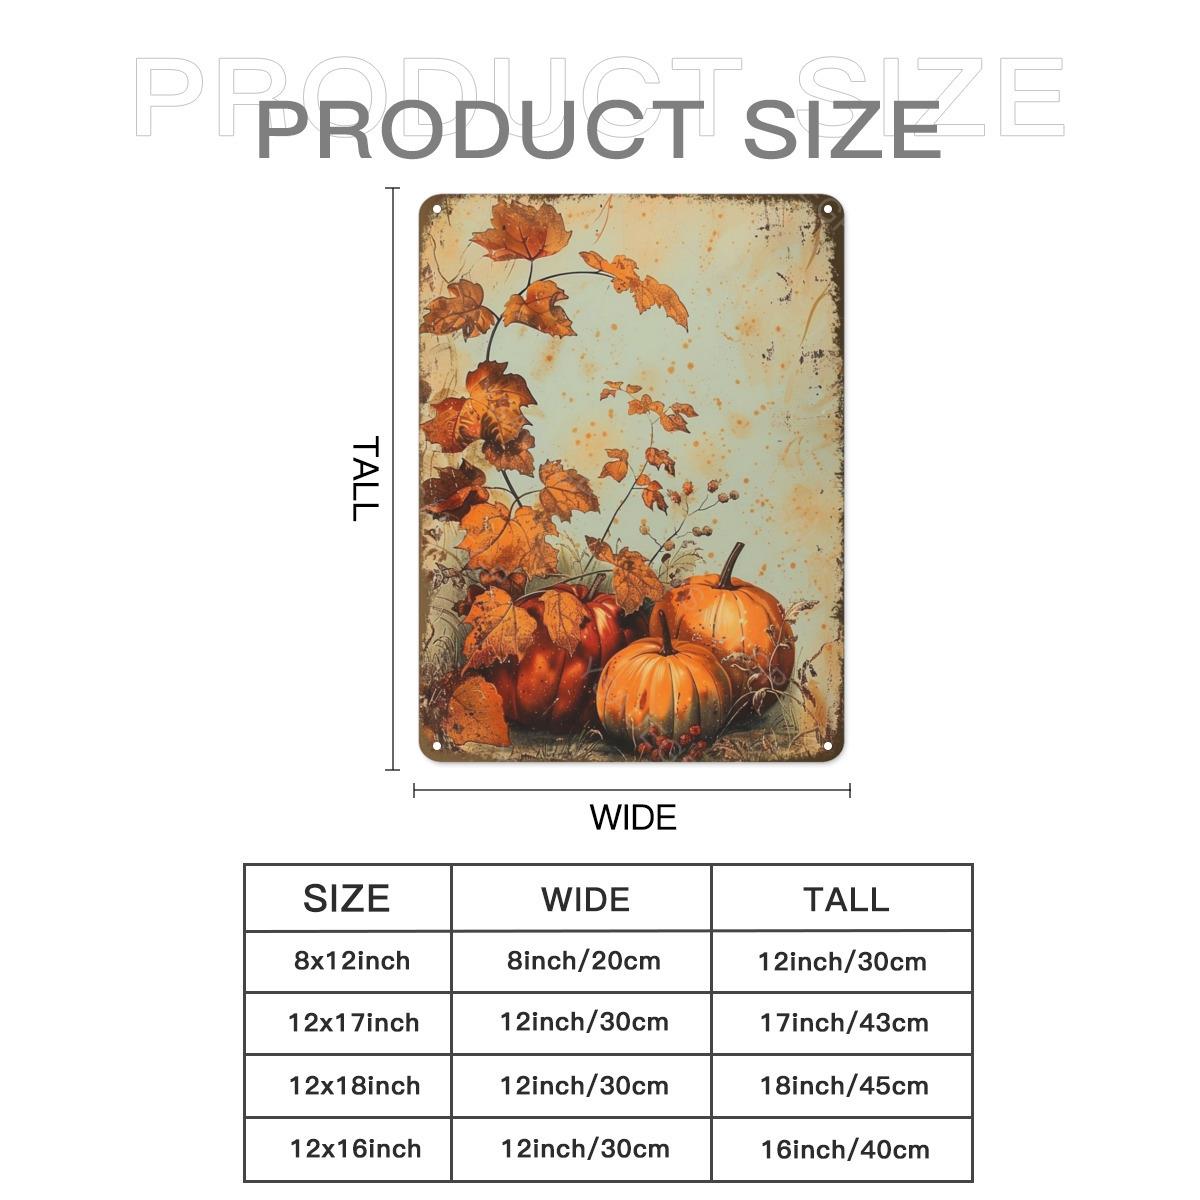 PRODUCT SIZE
PRODUCT SIZE
TALL
WIDE
SIZE WIDE TALL
8x12inch 8inch/20cm 12inch/30cm
12x17inch 12inch/30cm 17inch/43cm
12x18inch 12inch/30cm 18inch/45cm
12x16inch 12inch/30cm 16inch/40cm